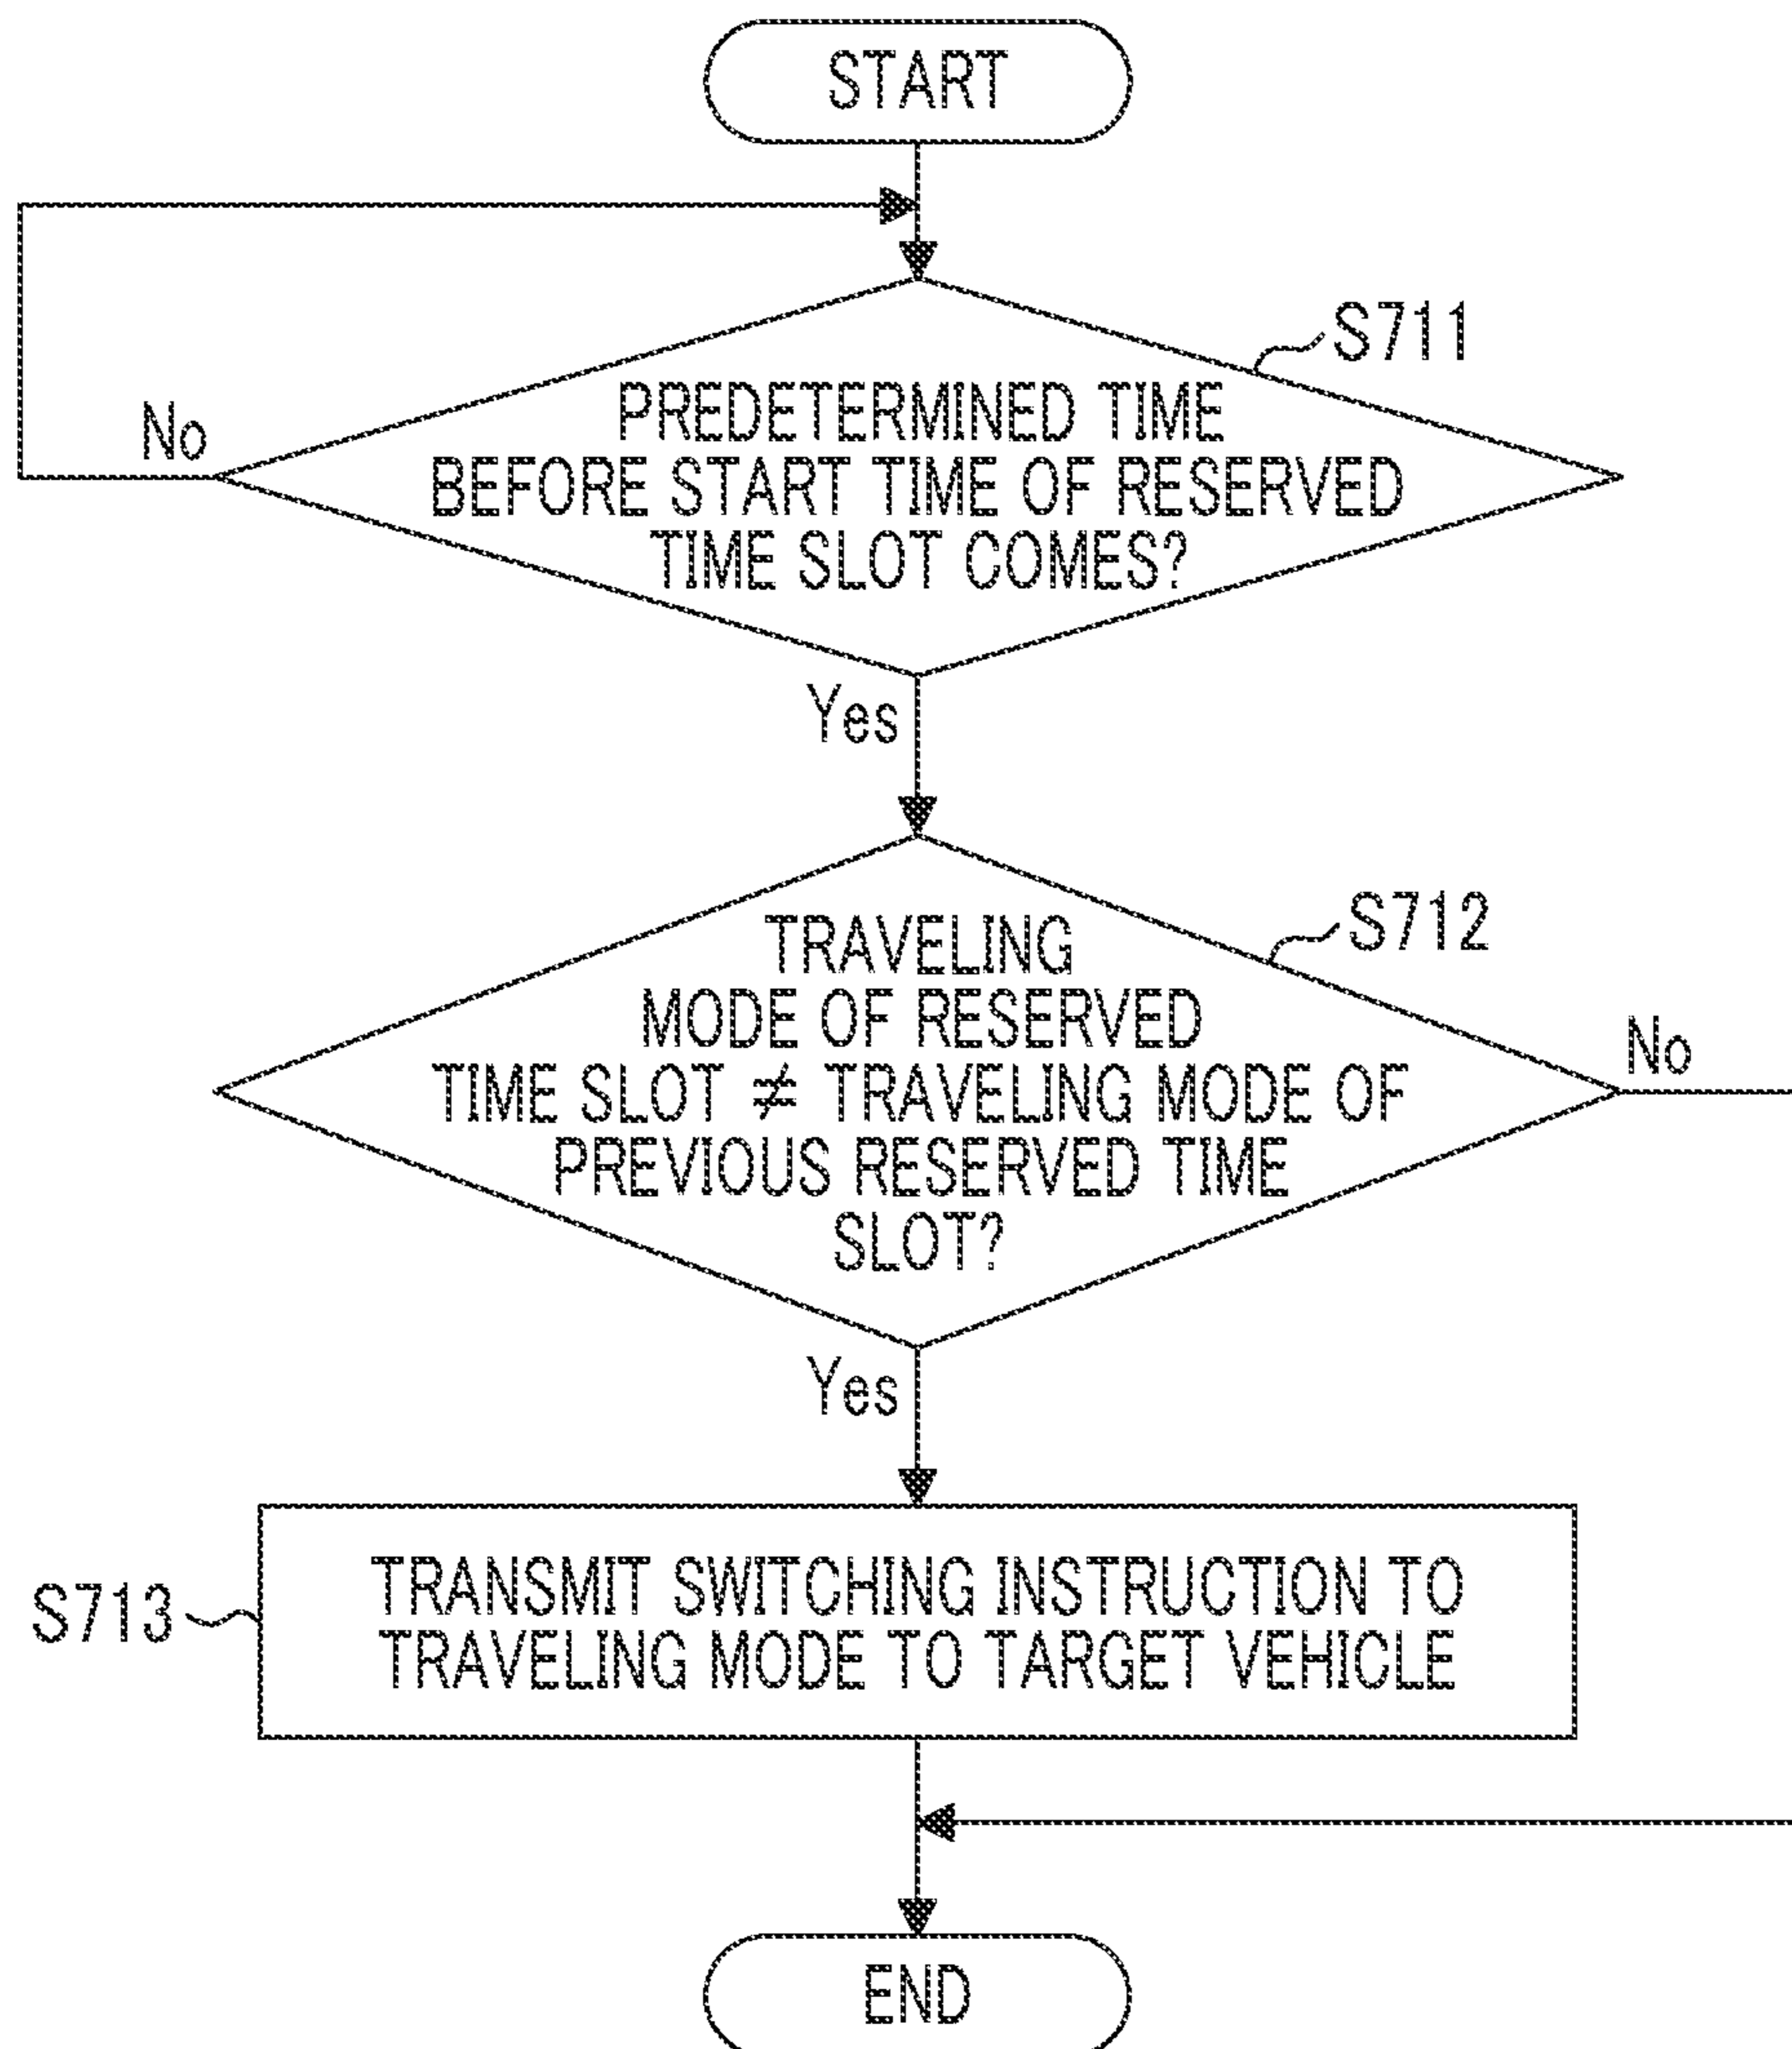 START
S711
No
PREDETERMINED TIME
BEFORE START TIME OF RESERVED
TIME SLOT COMES?
Yes
S712
TRAVELING
MODE OF RESERVED
No
TIME SLOT ≠ TRAVELING MODE OF
PREVIOUS RESERVED TIME
SLOT?
Yes
S713
TRANSMIT SWITCHING INSTRUCTION TO
TRAVELING MODE TO TARGET VEHICLE
END